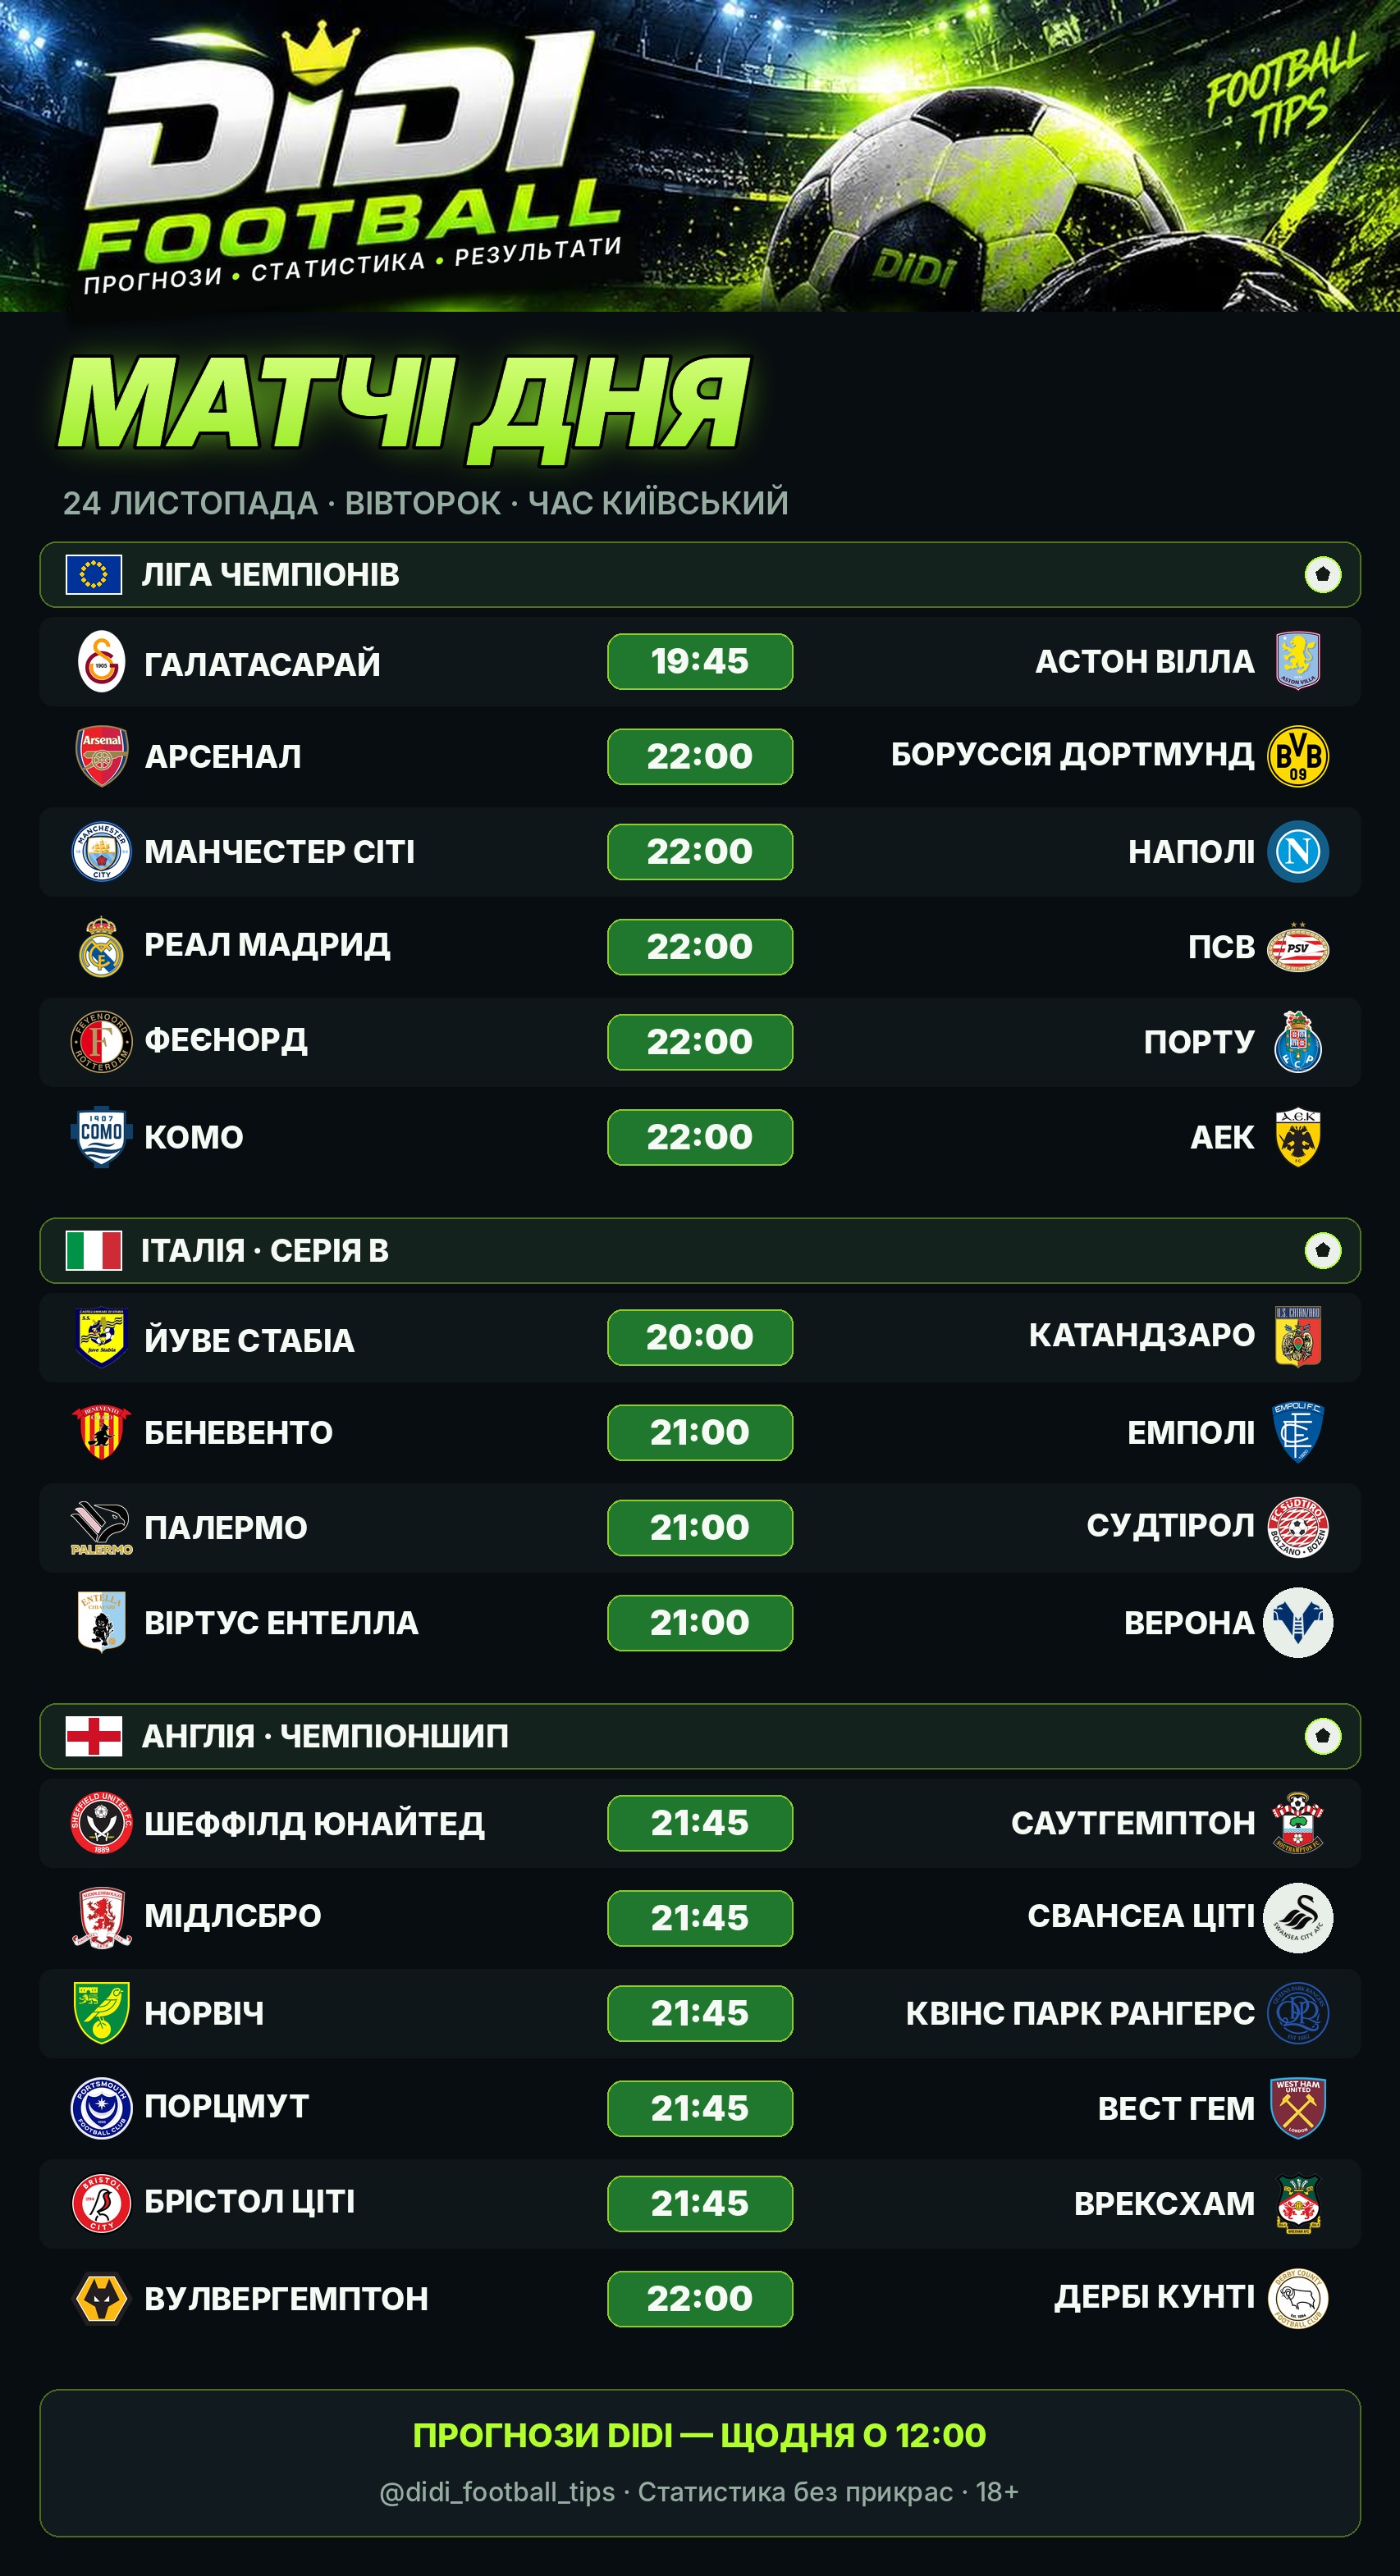 DiDI
FOOTBALL
ПРОГНОЗИ • СТАТИСТИКА • РЕЗУЛЬТАТИ
FOOTBALL
TIPS
DiDi
МАТЧІ ДНЯ
24 ЛИСТОПАДА · ВІВТОРОК · ЧАС КИЇВСЬКИЙ
ЛІГА ЧЕМПІОНІВ
ГАЛАТАСАРАЙ 19:45 АСТОН ВІЛЛА
АРСЕНАЛ 22:00 БОРУССІЯ ДОРТМУНД
МАНЧЕСТЕР СІТІ 22:00 НАПОЛІ
РЕАЛ МАДРИД 22:00 ПСВ
ФЕЄНОРД 22:00 ПОРТУ
КОМО 22:00 АЕК
ІТАЛІЯ · СЕРІЯ B
ЙУВЕ СТАБІА 20:00 КАТАНДЗАРО
БЕНЕВЕНТО 21:00 ЕМПОЛІ
ПАЛЕРМО 21:00 СУДТІРОЛ
ВІРТУС ЕНТЕЛЛА 21:00 ВЕРОНА
АНГЛІЯ · ЧЕМПІОНШИП
ШЕФФІЛД ЮНАЙТЕД 21:45 САУТГЕМПТОН
МІДЛСБРО 21:45 СВАНСЕА ЦІТІ
НОРВІЧ 21:45 КВІНС ПАРК РАНГЕРС
ПОРЦМУТ 21:45 ВЕСТ ГЕМ
БРІСТОЛ ЦІТІ 21:45 ВРЕКСХАМ
ВУЛВЕРГЕМПТОН 22:00 ДЕРБІ КУНТІ
ПРОГНОЗИ DIDI — ЩОДНЯ О 12:00
@didi_football_tips · Статистика без прикрас · 18+